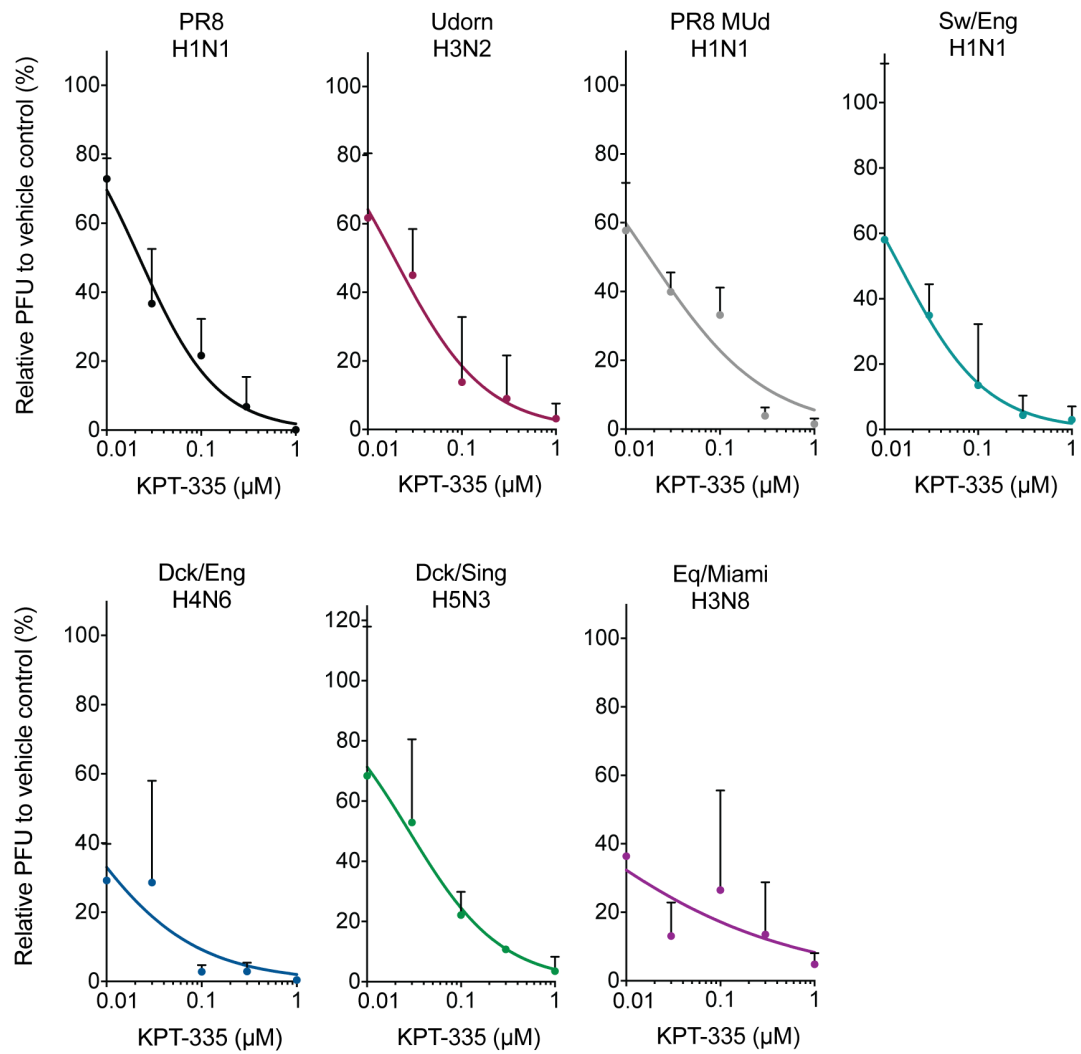 PR8
H1N1
Udorn
H3N2
PR8 MUd
H1N1
Sw/Eng
H1N1
Relative PFU to vehicle control (%)
100
80
60
40
20
0
0.01
0.1
1
KPT-335 (µM)
100
80
60
40
20
0
0.01
0.1
1
KPT-335 (µM)
100
80
60
40
20
0
0.01
0.1
1
KPT-335 (µM)
100
80
60
40
20
0
0.01
0.1
1
KPT-335 (µM)
Dck/Eng
H4N6
Dck/Sing
H5N3
Eq/Miami
H3N8
Relative PFU to vehicle control (%)
100
80
60
40
20
0
0.01
0.1
1
KPT-335 (µM)
120
100
80
60
40
20
0
0.01
0.1
1
KPT-335 (µM)
100
80
60
40
20
0
0.01
0.1
1
KPT-335 (µM)